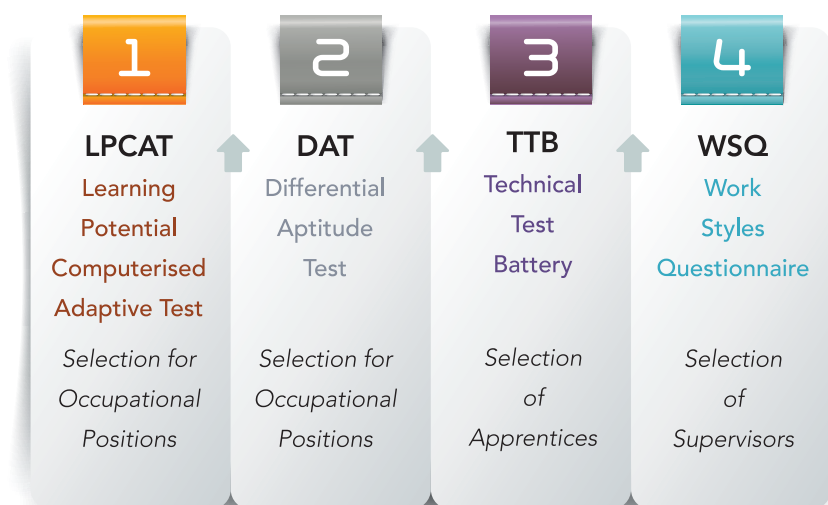 1
LPCAT
Learning
Potential
Computerised
Adaptive Test
Selection for
Occupational
Positions
2
DAT
Differential
Aptitude
Test
Selection for
Occupational
Positions
3
TTB
Technical
Test
Battery
Selection
of
Apprentices
4
WSQ
Work
Styles
Questionnaire
Selection
of
Supervisors